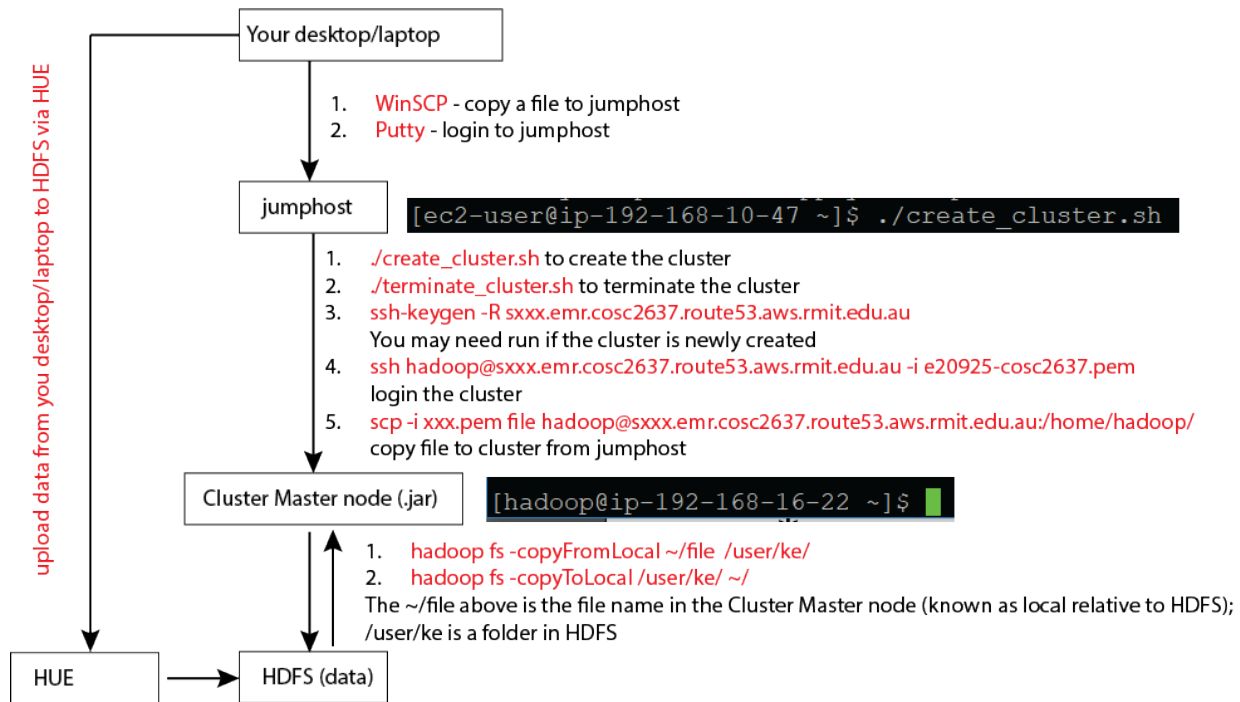 Your desktop/laptop
upload data from you desktop/laptop to HDFS via HUE
1. WinSCP - copy a file to jumphost
2. Putty - login to jumphost
jumphost
[ec2-user@ip-192-168-10-47 ~]$ ./create_cluster.sh
1. ./create_cluster.sh to create the cluster
2. ./terminate_cluster.sh to terminate the cluster
3. ssh-keygen -R sxxx.emr.cosc2637.route53.aws.rmit.edu.au
You may need run if the cluster is newly created
4. ssh hadoop@sxxx.emr.cosc2637.route53.aws.rmit.edu.au -i e20925-cosc2637.pem
login the cluster
5. scp -i xxx.pem file hadoop@sxxx.emr.cosc2637.route53.aws.rmit.edu.au:/home/hadoop/
copy file to cluster from jumphost
Cluster Master node (.jar)
[hadoop@ip-192-168-16-22 ~]$
1. hadoop fs -copyFromLocal ~/file /user/ke/
2. hadoop fs -copyToLocal /user/ke/ ~/
The ~/file above is the file name in the Cluster Master node (known as local relative to HDFS);
/user/ke is a folder in HDFS
HUE
HDFS (data)